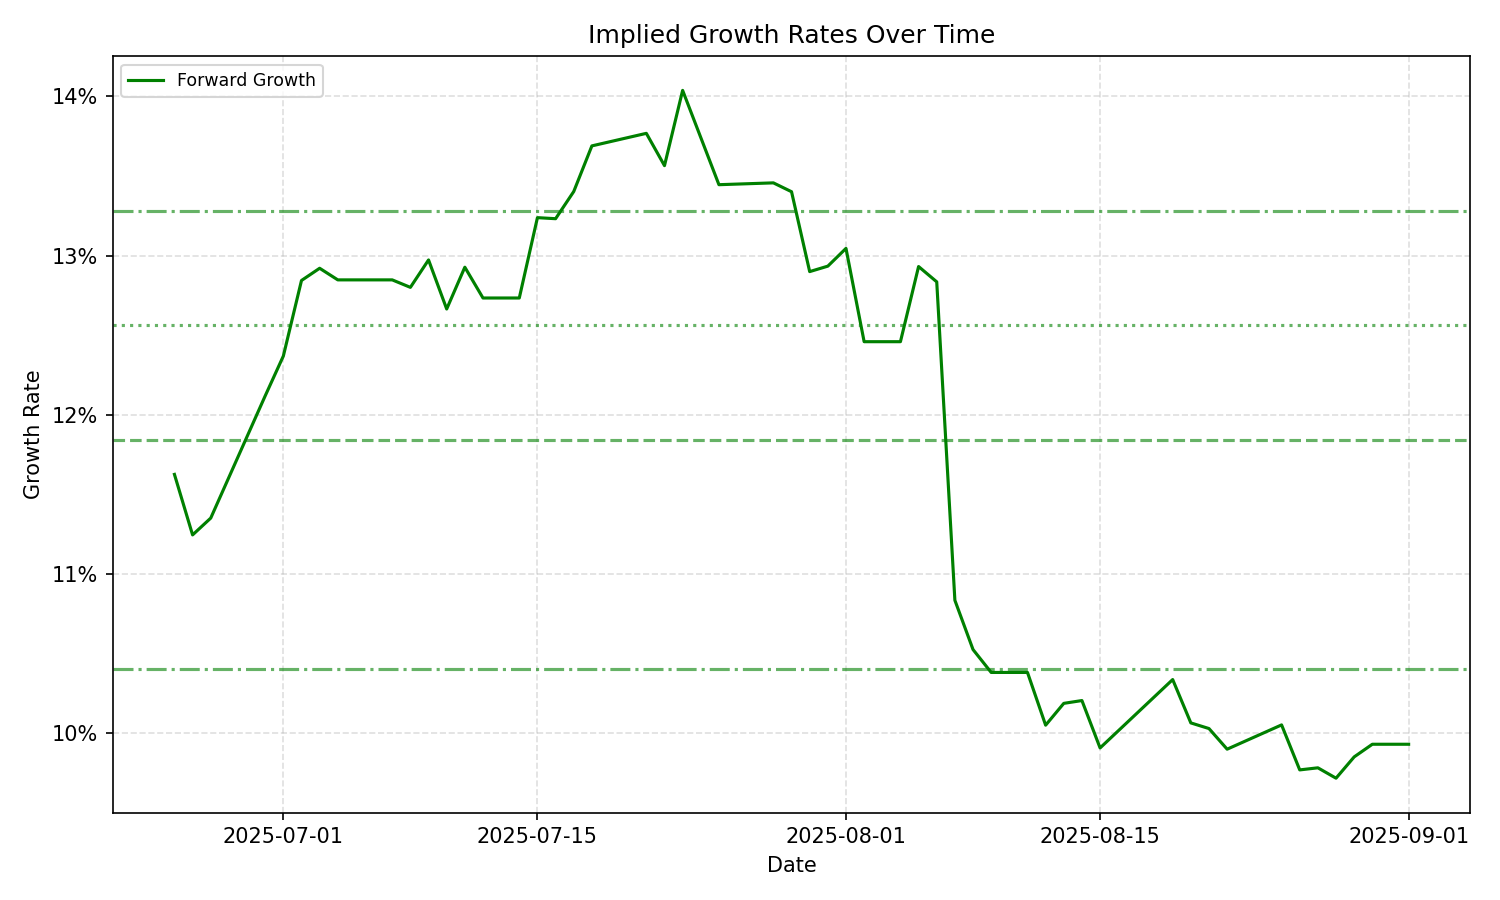 Implied Growth Rates Over Time
Forward Growth
14%
13%
12%
11%
10%
Growth Rate
2025-07-01
2025-07-15
2025-08-01
2025-08-15
2025-09-01
Date